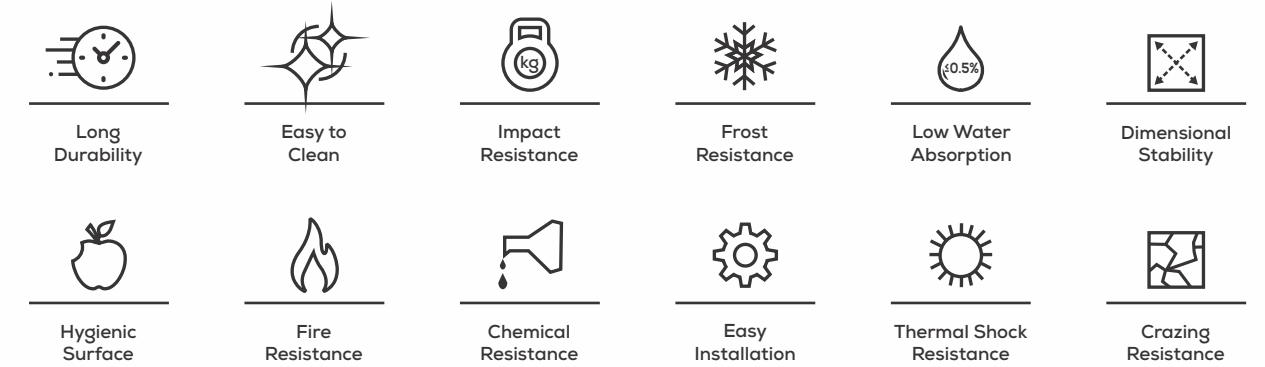 kg
≤0.5%
Long
Durability
Easy to
Clean
Impact
Resistance
Frost
Resistance
Low Water
Absorption
Dimensional
Stability
Hygienic
Surface
Fire
Resistance
Chemical
Resistance
Easy
Installation
Thermal Shock
Resistance
Crazing
Resistance